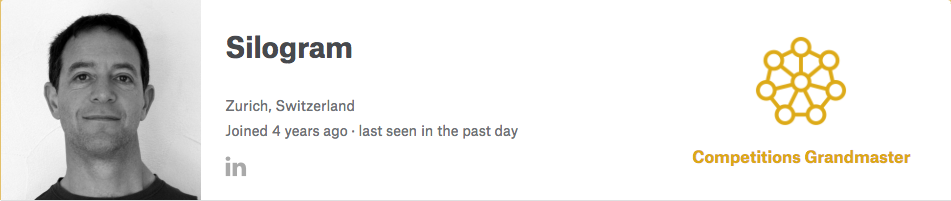 Silogram
Zurich, Switzerland
Joined 4 years ago · last seen in the past day
in
Competitions Grandmaster